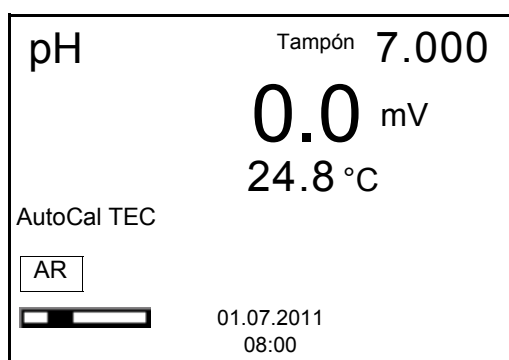 pH Tampón 7.000
0.0 mV
24.8 °C
AutoCal TEC
AR
01.07.2011
08:00